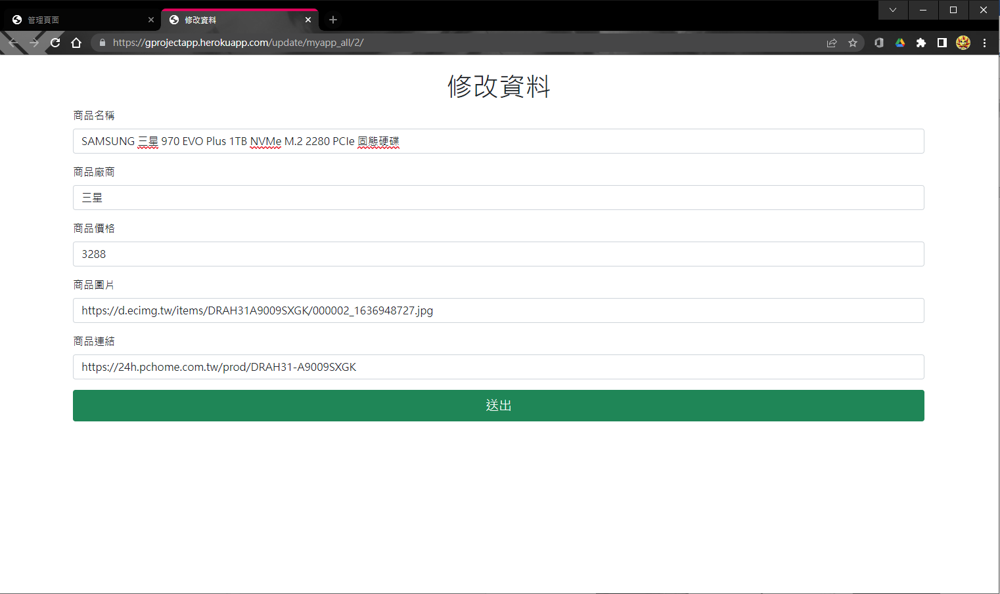 管理頁面
修改資料
https://gprojectapp.herokuapp.com/update/myapp_all/2/
修改資料
商品名稱
SAMSUNG 三星 970 EVO Plus 1TB NVMe M.2 2280 PCIe 固態硬碟
商品廠商
三星
商品價格
3288
商品圖片
https://d.ecimg.tw/items/DRAH31A9009SXGK/000002_1636948727.jpg
商品連結
https://24h.pchome.com.tw/prod/DRAH31-A9009SXGK
送出